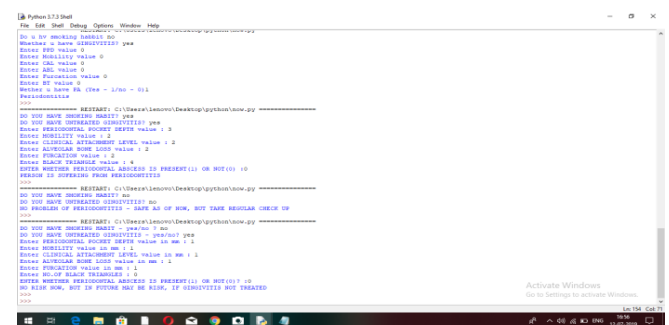 Python 3.7.3 Shell
File Edit Shell Debug Options Window Help
Do u hv smoking habbit no
Whether u have GINGIVITIS? yes
Enter PPD value 0
Enter Mobility value 0
Enter CAL value 0
Enter ABL value 0
Enter Furcation value 0
Enter BT value 0
Wether u have PA (Yes - 1/no - 0)1
Periodontitis
>>>
=============== RESTART: C:\Users\lenovo\Desktop\python\now.py ===============
DO YOU HAVE SMOKING HABIT? yes
DO YOU HAVE UNTREATED GINGIVITIS? yes
Enter PERIODONTAL POCKET DEPTH value : 3
Enter MOBILITY value : 2
Enter CLINICAL ATTACHMENT LEVEL value : 2
Enter ALVEOLAR BONE LOSS value : 2
Enter FURCATION value : 2
Enter BLACK TRIANGLE value : 4
ENTER WHETHER PERIODONTAL ABSCESS IS PRESENT(1) OR NOT(0) :0
PERSON IS SUFERING FROM PERIODONTITIS
>>>
=============== RESTART: C:\Users\lenovo\Desktop\python\now.py ===============
DO YOU HAVE SMOKING HABIT? no
DO YOU HAVE UNTREATED GINGIVITIS? no
NO PROBLEM OF PERIODONTITIS - SAFE AS OF NOW, BUT TAKE REGULAR CHECK UP
>>>
=============== RESTART: C:\Users\lenovo\Desktop\python\now.py ===============
DO YOU HAVE SMOKING HABIT - yes/no ? no
DO YOU HAVE UNTREATED GINGIVITIS - yes/no? yes
Enter PERIODONTAL POCKET DEPTH value in mm : 1
Enter MOBILITY value in mm : 1
Enter CLINICAL ATTACHMENT LEVEL value in mm : 1
Enter ALVEOLAR BONE LOSS value in mm : 1
Enter FURCATION value in mm : 1
Enter NO.OF BLACK TRIANGLES : 0
ENTER WHETHER PERIODONTAL ABSCESS IS PRESENT(1) OR NOT(0)? :0
NO RISK NOW, BUT IN FUTURE MAY BE RISK, IF GINGIVITIS NOT TREATED
>>>
>>>
Activate Windows
Go to Settings to activate Windows.
Ln: 154 Col: 71
ENG
16:56